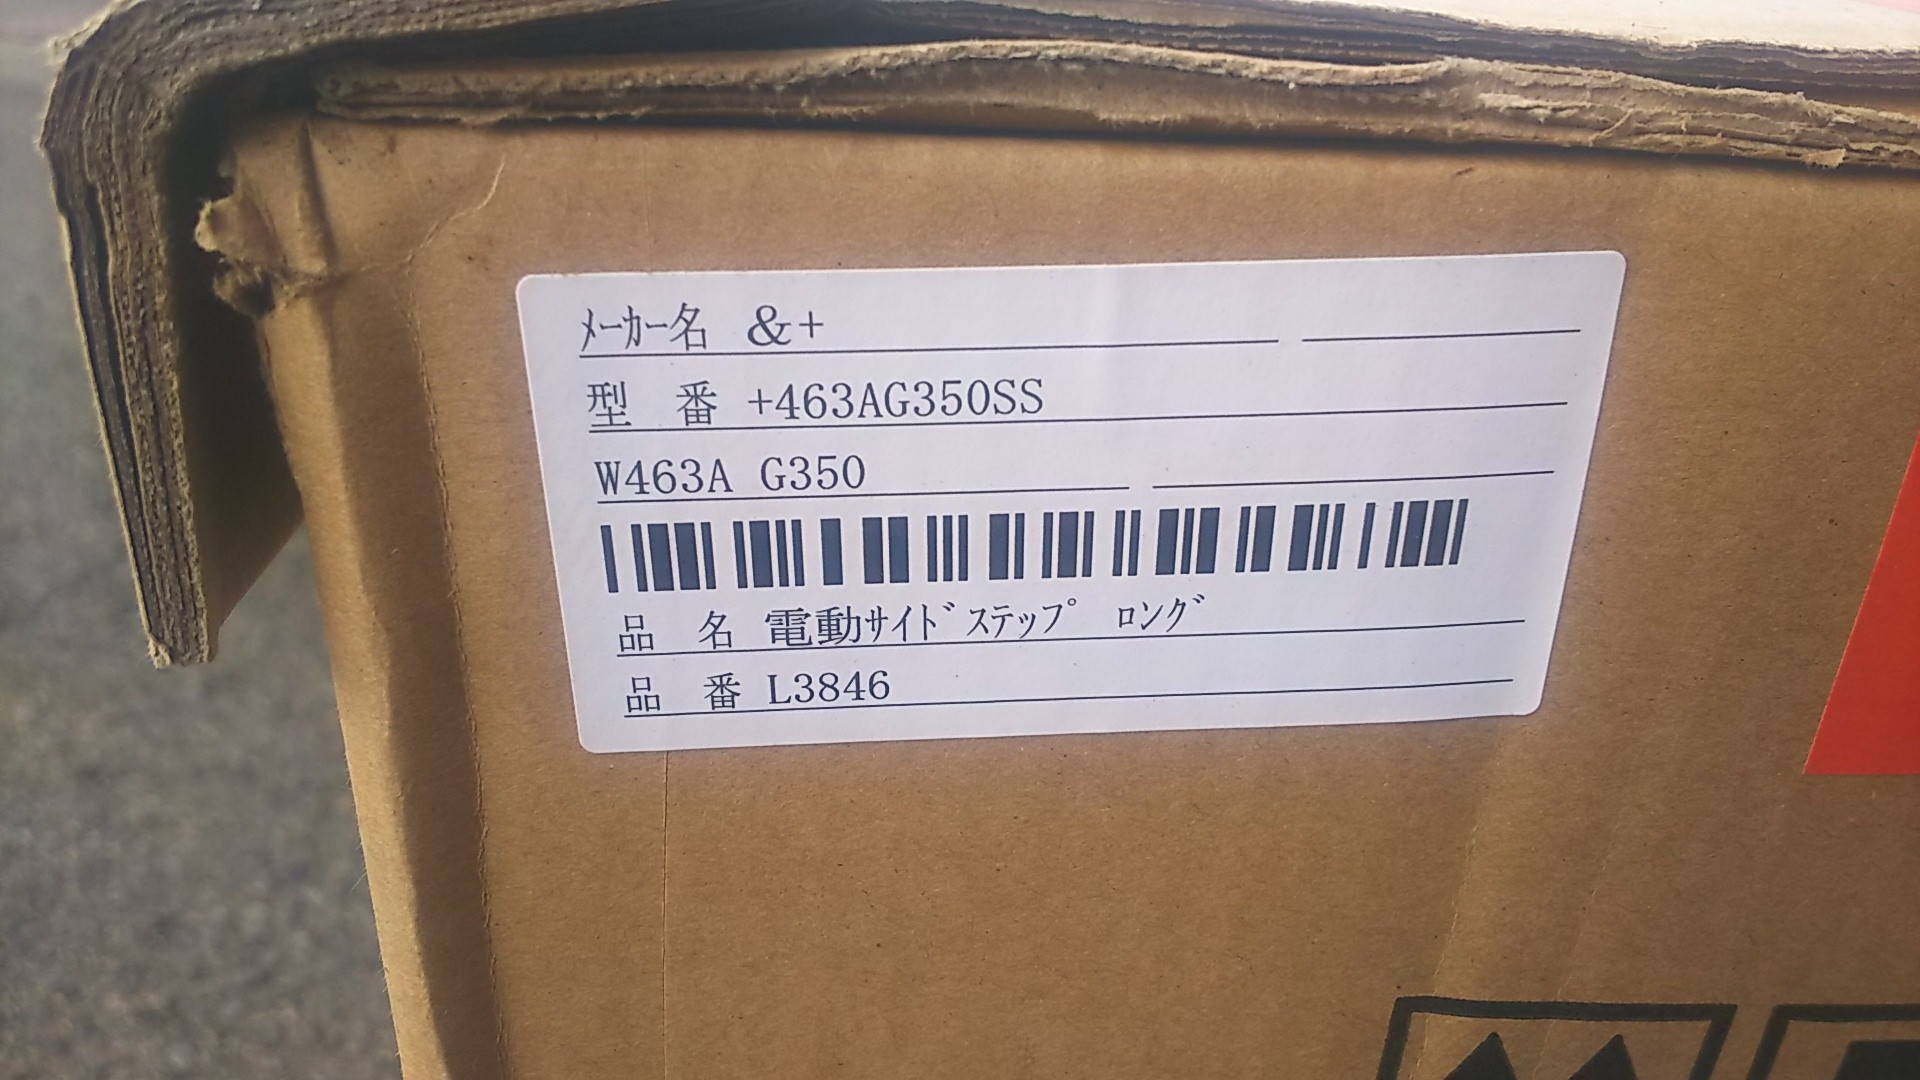 ﾒｰｶｰ名 &+
型　番 +463AG350SS
W463A G350
品　名 電動ｻｲﾄﾞｽﾃｯﾌﾟ　ﾛﾝｸﾞ
品　番 L3846